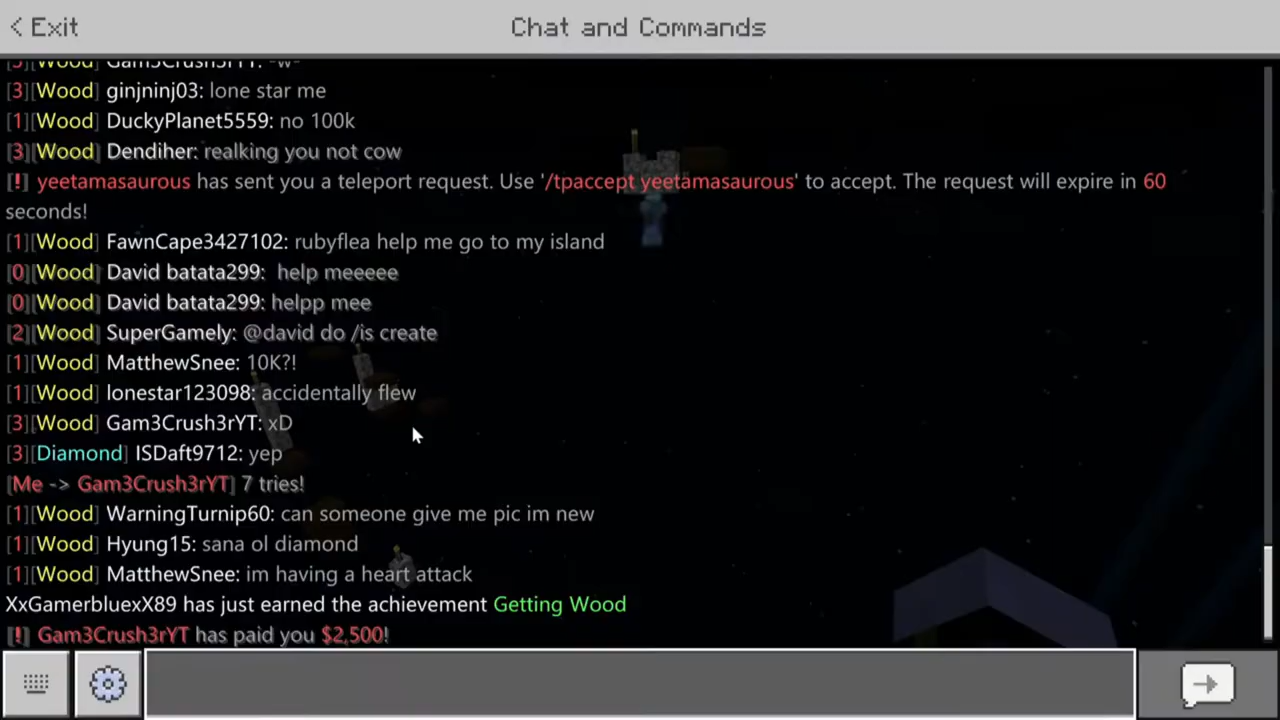 < Exit
Chat and Commands
[3][Wood] Gam3Crush3rYT: -w-
[3][Wood] ginjninj03: lone star me
[1][Wood] DuckyPlanet5559: no 100k
[3][Wood] Dendiher: realking you not cow
[!] yeetamasaurous has sent you a teleport request. Use '/tpaccept yeetamasaurous' to accept. The request will expire in 60
seconds!
[1][Wood] FawnCape3427102: rubyflea help me go to my island
[0][Wood] David batata299: help meeeee
[0][Wood] David batata299: helpp mee
[2][Wood] SuperGamely: @david do /is create
[1][Wood] MatthewSnee: 10K?!
[1][Wood] lonestar123098: accidentally flew
[3][Wood] Gam3Crush3rYT: xD
[3][Diamond] ISDaft9712: yep
[Me -> Gam3Crush3rYT] 7 tries!
[1][Wood] WarningTurnip60: can someone give me pic im new
[1][Wood] Hyung15: sana ol diamond
[1][Wood] MatthewSnee: im having a heart attack
XxGamerbluexX89 has just earned the achievement Getting Wood
[!] Gam3Crush3rYT has paid you $2,500!